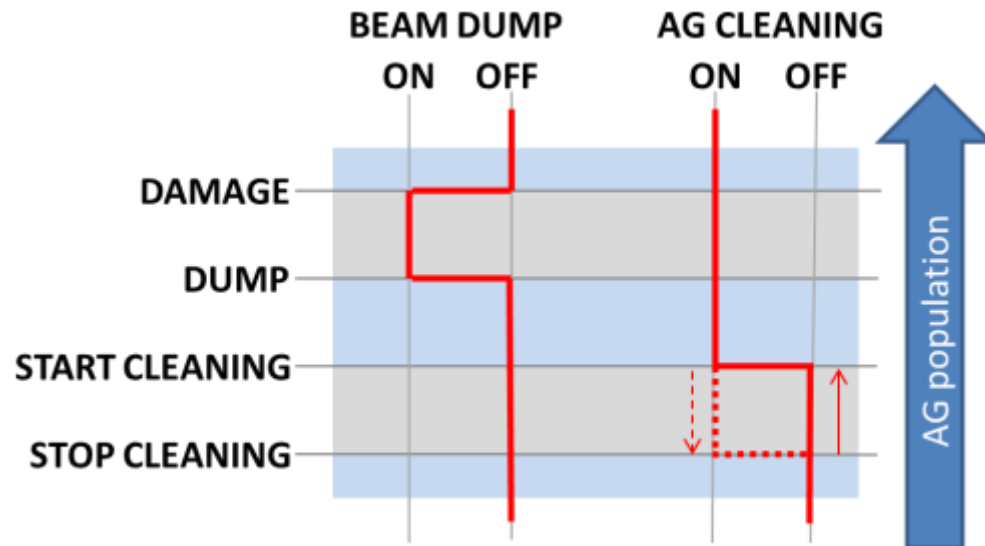 BEAM DUMP
AG CLEANING
ON OFF
ON OFF
DAMAGE
DUMP
START CLEANING
STOP CLEANING
AG population